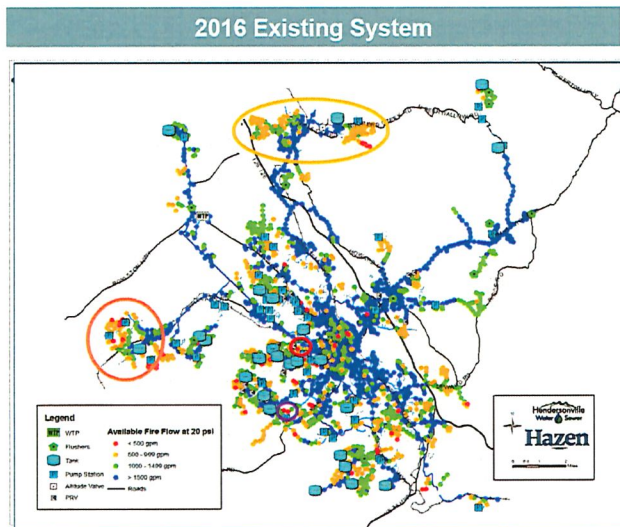 2016 Existing System
WTP
Legend
WTP
Flushers
Tank
Pump Station
Altitude Valve
PRV
Available Fire Flow at 20 psi
< 500 gpm
500 - 999 gpm
1000 - 1499 gpm
> 1500 gpm
Roads
Hendersonville
Water & Sewer
Hazen